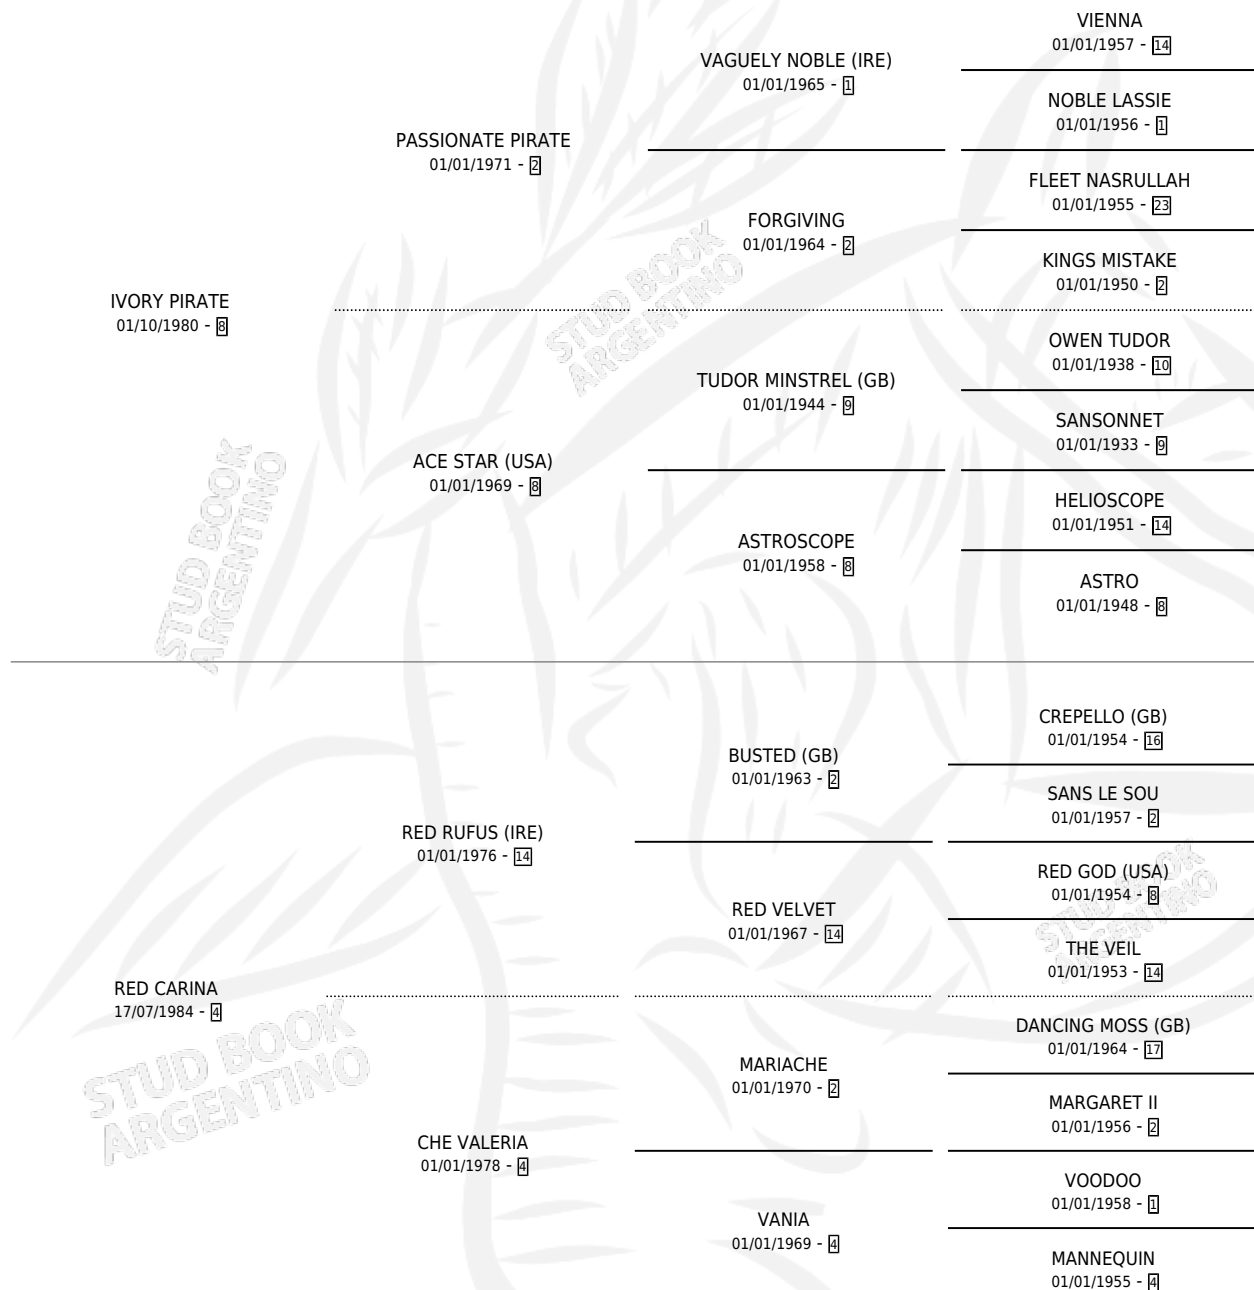 VIENNA
01/01/1957 - 14
VAGUELY NOBLE (IRE)
01/01/1965 - 1
NOBLE LASSIE
01/01/1956 - 1
PASSIONATE PIRATE
01/01/1971 - 2
FLEET NASRULLAH
01/01/1955 - 23
FORGIVING
01/01/1964 - 2
KINGS MISTAKE
01/01/1950 - 2
IVORY PIRATE
01/10/1980 - 8
OWEN TUDOR
01/01/1938 - 10
TUDOR MINSTREL (GB)
01/01/1944 - 9
SANSONNET
01/01/1933 - 9
ACE STAR (USA)
01/01/1969 - 8
HELIOSCOPE
01/01/1951 - 14
ASTROSCOPE
01/01/1958 - 8
ASTRO
01/01/1948 - 8
CREPELLO (GB)
01/01/1954 - 16
BUSTED (GB)
01/01/1963 - 2
SANS LE SOU
01/01/1957 - 2
RED RUFUS (IRE)
01/01/1976 - 14
RED GOD (USA)
01/01/1954 - 8
RED VELVET
01/01/1967 - 14
THE VEIL
01/01/1953 - 14
RED CARINA
17/07/1984 - 4
DANCING MOSS (GB)
01/01/1964 - 17
MARIACHE
01/01/1970 - 2
MARGARET II
01/01/1956 - 2
CHE VALERIA
01/01/1978 - 4
VOODOO
01/01/1958 - 1
VANIA
01/01/1969 - 4
MANNEQUIN
01/01/1955 - 4
STUD BOOK
ARGENTINO
STUD BOOK
ARGENTINO
STUD BOOK
ARGENTINO
STUD BOOK
ARGENTINO